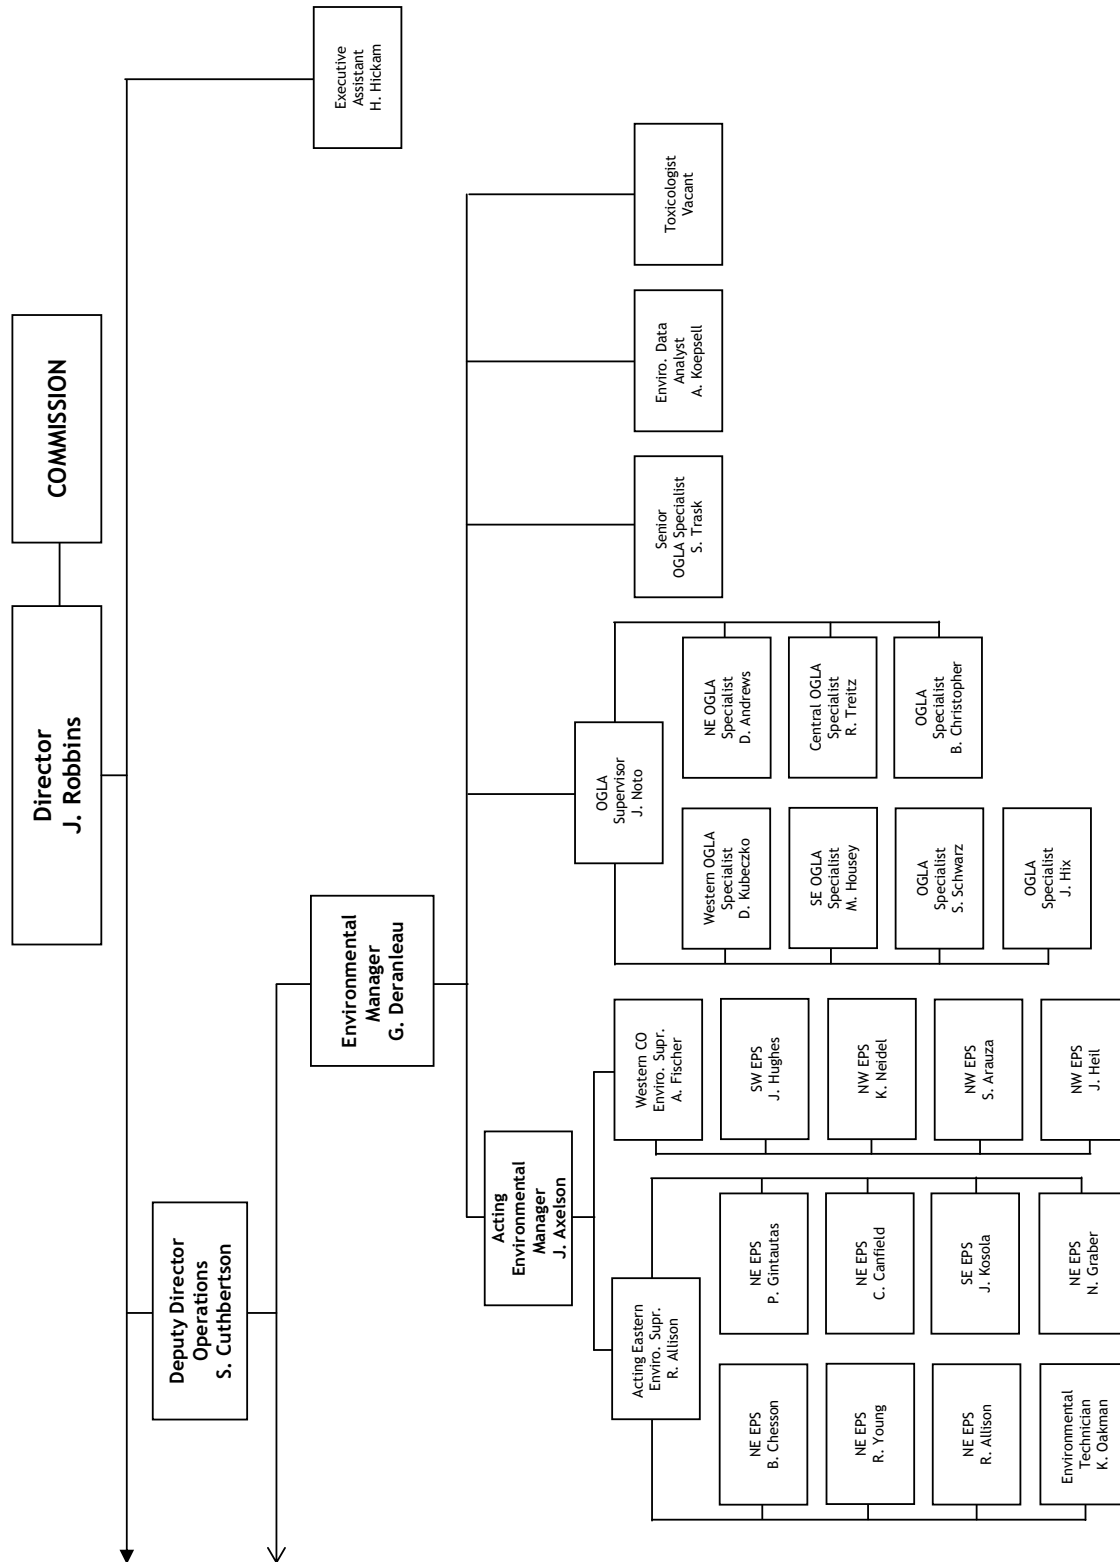 COMMISSION
Director
J. Robbins
Executive
Assistant
H. Hickam
Deputy Director
Operations
S. Cuthbertson
Environmental
Manager
G. Deranleau
Acting
Environmental
Manager
J. Axelson
Acting Eastern
Enviro. Supr.
R. Allison
NE EPS
B. Chesson
NE EPS
R. Young
NE EPS
R. Allison
Environmental
Technician
K. Oakman
NE EPS
P. Gintautas
NE EPS
C. Canfield
SE EPS
J. Kosola
NE EPS
N. Graber
Western CO
Enviro. Supr.
A. Fischer
SW EPS
J. Hughes
NW EPS
K. Neidel
NW EPS
S. Arauza
NW EPS
J. Heil
OGLA
Supervisor
J. Noto
Western OGLA
Specialist
D. Kubeczko
SE OGLA
Specialist
M. Housey
OGLA
Specialist
S. Schwarz
OGLA
Specialist
J. Hix
NE OGLA
Specialist
D. Andrews
Central OGLA
Specialist
R. Treitz
OGLA
Specialist
B. Christopher
Senior
OGLA Specialist
S. Trask
Enviro. Data
Analyst
A. Koepsell
Toxicologist
Vacant